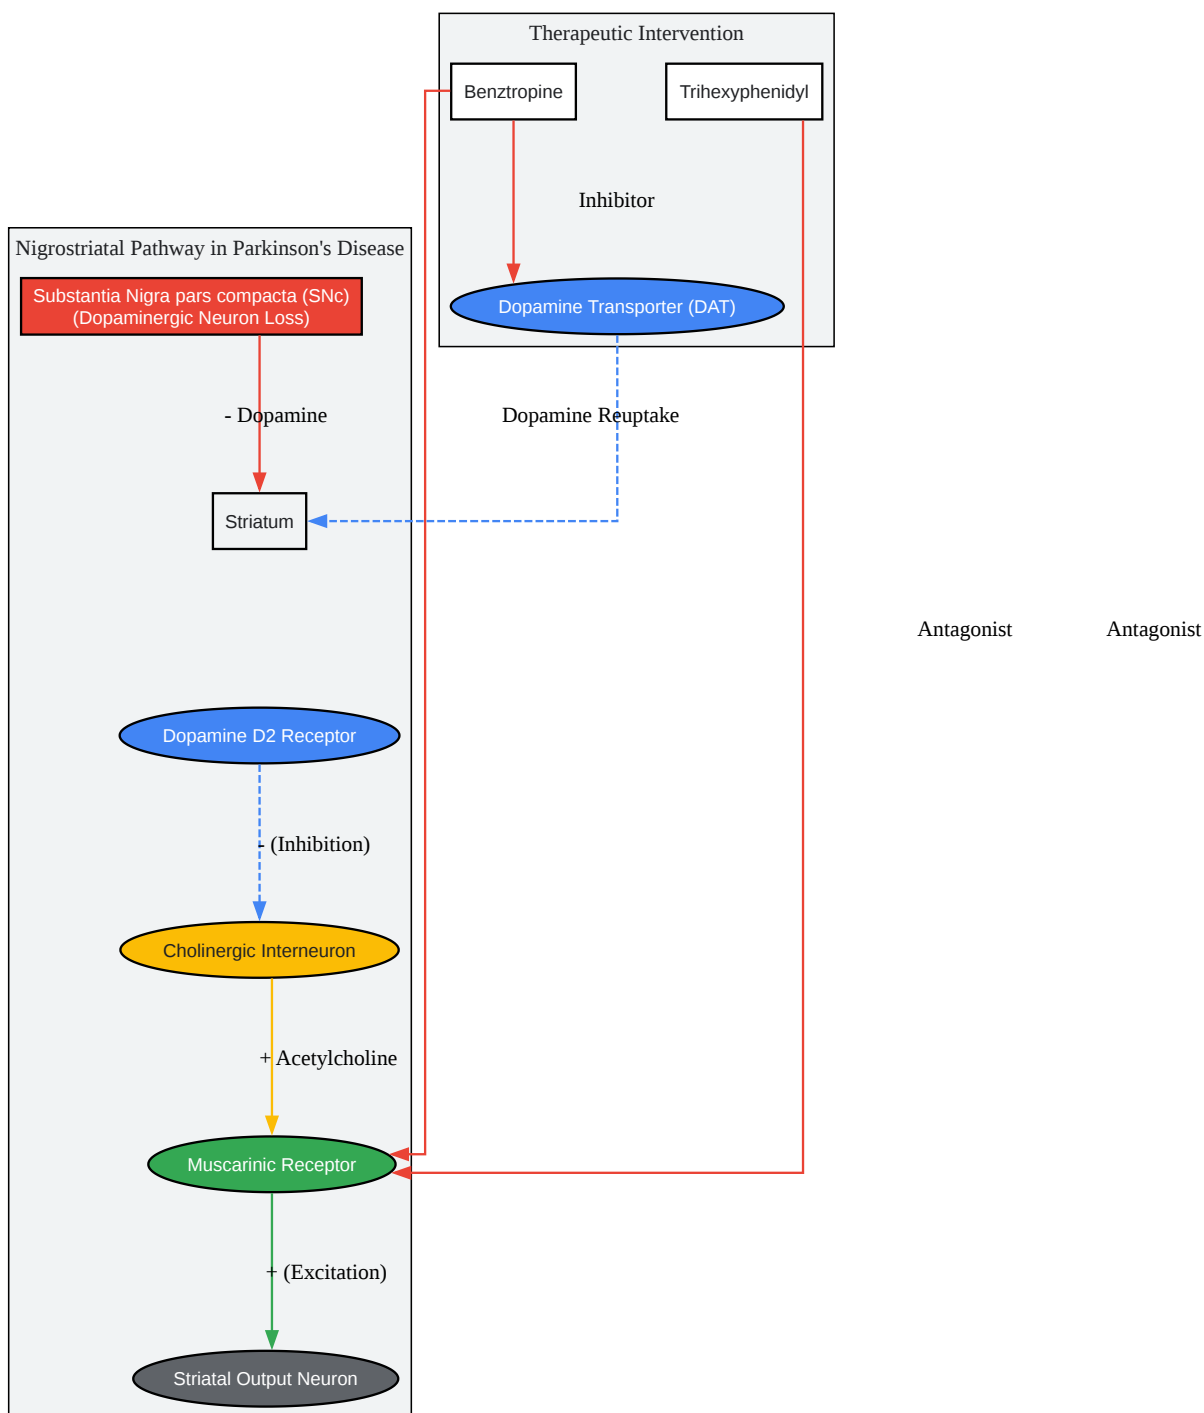 Therapeutic Intervention
Benztropine
Trihexyphenidyl
Inhibitor
Nigrostriatal Pathway in Parkinson's Disease
Substantia Nigra pars compacta (SNc)
(Dopaminergic Neuron Loss)
Dopamine Transporter (DAT)
- Dopamine
Dopamine Reuptake
Striatum
Antagonist
Antagonist
Dopamine D2 Receptor
- (Inhibition)
Cholinergic Interneuron
+ Acetylcholine
Muscarinic Receptor
+ (Excitation)
Striatal Output Neuron